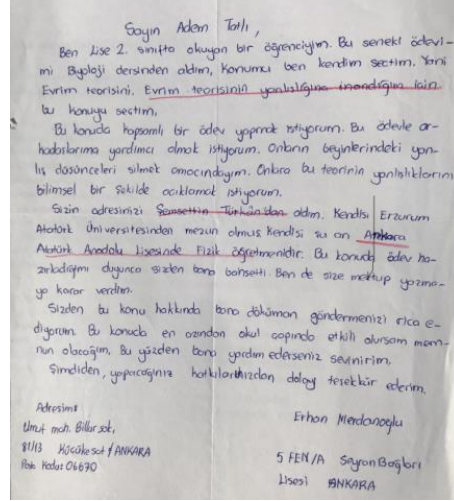 Sayın Adem Tatlı,
Ben Lise 2. sınıfta okuyan bir öğrenciyim. Bu seneki ödevi-
mi Biyoloji dersinden aldım, Konumu ben kendim seçtim. Yani
Evrim teorisini. Evrim teorisinin yanlışlığına inandığım için
bu konuyu seçtim.
Bu konuda kapsamlı bir ödev yapmak istiyorum. Bu ödevle ar-
kadaşlarıma yardımcı olmak istiyorum. Onların beyinlerindeki yan-
lış düşünceleri silmek amacındayım. Onlara bu teorinin yanlışlıklarını
bilimsel bir şekilde açıklamak istiyorum.
Sizin adresinizi Şemsettin Türkan'dan aldım. Kendisi Erzurum
Atatürk Üniversitesinden mezun olmuş. Kendisi şu an Ankara
Atatürk Anadolu Lisesinde Fizik öğretmenidir. Bu konuda ödev ha-
zırladığımı duyunca sizden bana bahsetti. Ben de size mektup yazma-
ya karar verdim.
Sizden bu konu hakkında bana döküman göndermenizi rica e-
diyorum. Bu konuda en azından okul çapında etkili olursam mem-
nun olacağım. Bu yüzden bana yardım ederseniz sevinirim.
Şimdiden, yapacağınız katkılarınızdan dolayı teşekkür ederim.
Adresim:
Umut mah. Billur sok,
81/13 Küçükesat / ANKARA
Posta Kodu: 06670
Erhan Merdanoğlu
5 FEN/A Seyran Bağları
Lisesi ANKARA